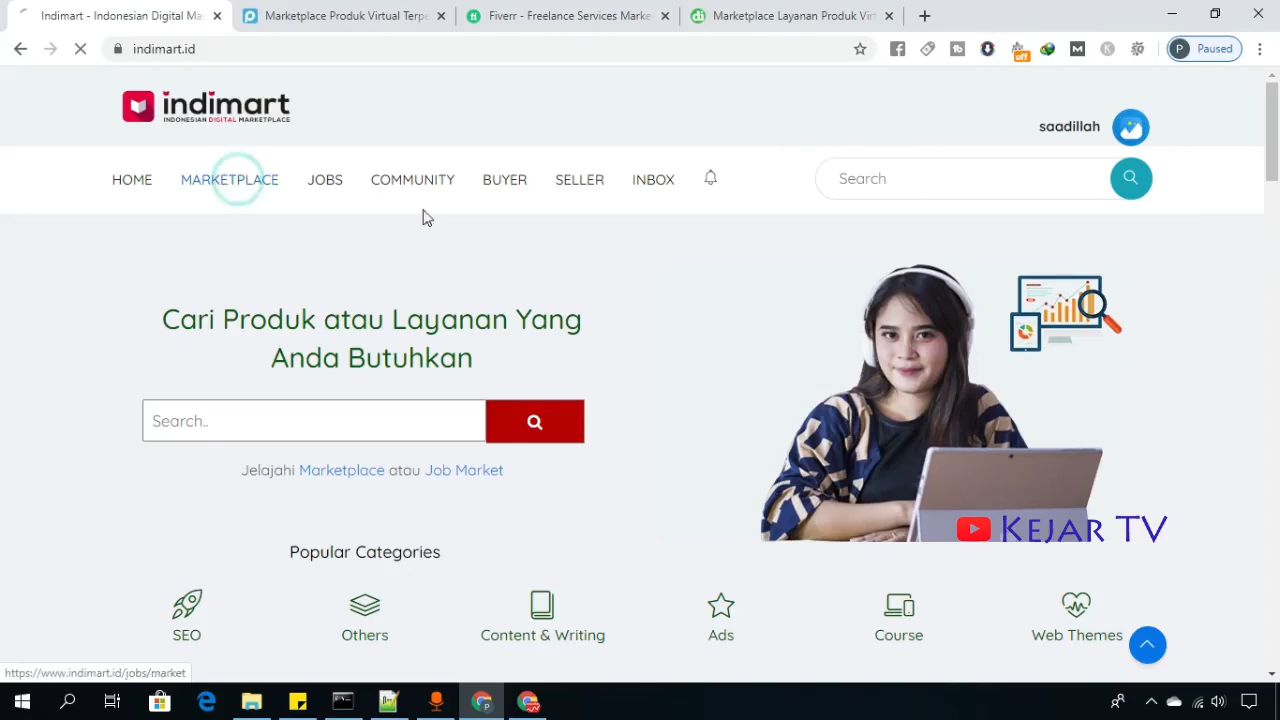 Indimart - Indonesian Digital Ma
Marketplace Produk Virtual Terpe
Fiverr - Freelance Services Marke
Marketplace Layanan Produk Virt
indimart.id
off
P Paused
indimart
INDONESIAN DIGITAL MARKETPLACE
saadillah
HOME MARKETPLACE JOBS COMMUNITY BUYER SELLER INBOX
Search
Cari Produk atau Layanan Yang
Anda Butuhkan
Search..
Jelajahi Marketplace atau Job Market
KEJAR TV
Popular Categories
SEO Others Content & Writing Ads Course Web Themes
https://www.indimart.id/jobs/market